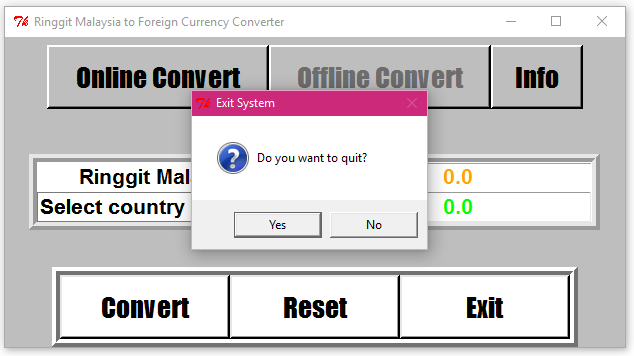 Ringgit Malaysia to Foreign Currency Converter
Online Convert Offline Convert Info
Exit System
Do you want to quit?
Ringgit 0.0
Select country 0.0
Yes No
Convert Reset Exit